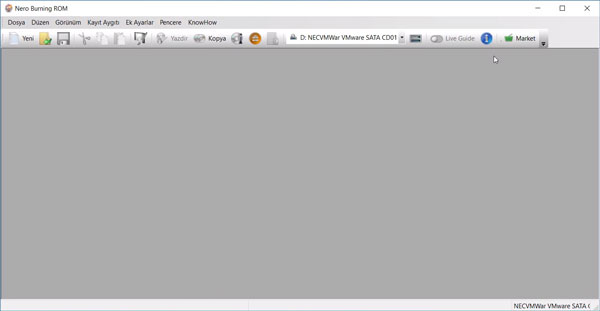 Nero Burning ROM
Dosya Düzen Görünüm Kayıt Aygıtı Ek Ayarlar Pencere KnowHow
Yeni Yazdır Kopya D: NECVMWar VMware SATA CD01 Live Guide Market
NECVMWar VMware SATA C